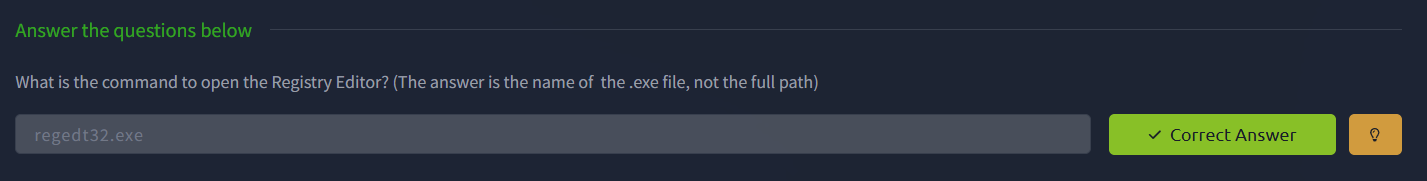 Answer the questions below
What is the command to open the Registry Editor? (The answer is the name of  the .exe file, not the full path)
regedt32.exe
Correct Answer